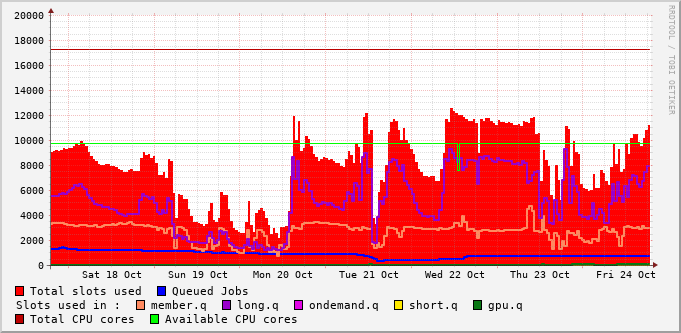 20000
18000
16000
14000
12000
10000
8000
6000
4000
2000
0
RRDTOOL / TOBI OETIKER
Sat 18 Oct Sun 19 Oct Mon 20 Oct Tue 21 Oct Wed 22 Oct Thu 23 Oct Fri 24 Oct
Total slots used Queued Jobs
Slots used in : member.q long.q ondemand.q short.q gpu.q
Total CPU cores Available CPU cores